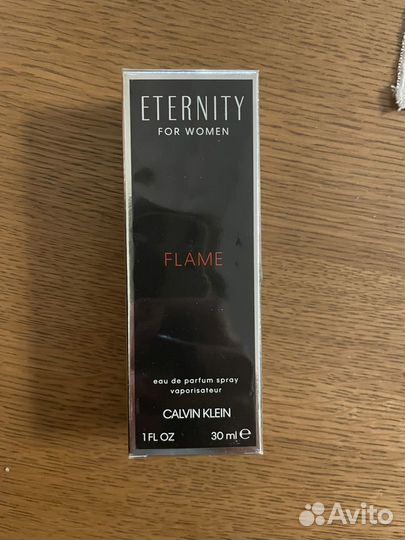 ETERNITY
FOR WOMEN
FLAME
eau de parfum spray
vaporisateur
CALVIN KLEIN
1 FL OZ 30 ml ℮
Avito